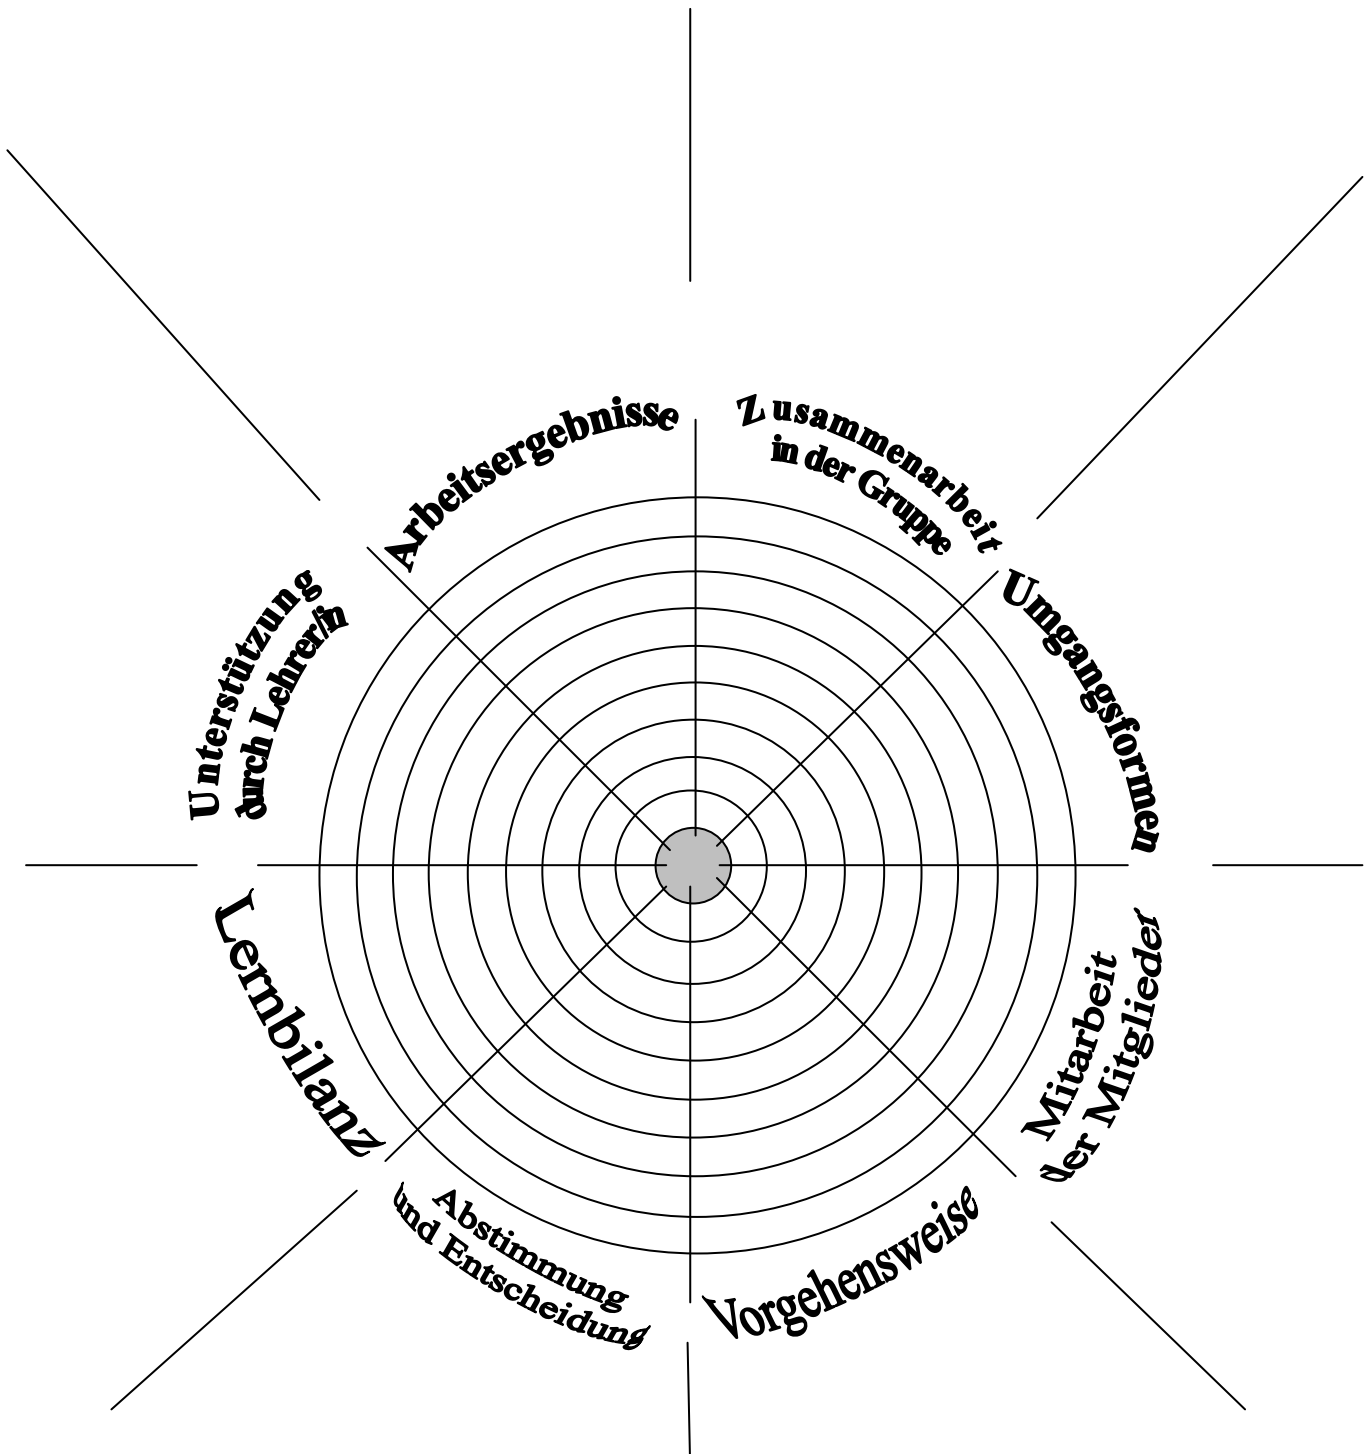 Arbeitsergebnisse
Zusammenarbeit
in der Gruppe
Umgangsformen
Mitarbeit
der Mitglieder
Vorgehensweise
Abstimmung
und Entscheidung
Lernbilanz
Unterstützung
durch Lehrer/in